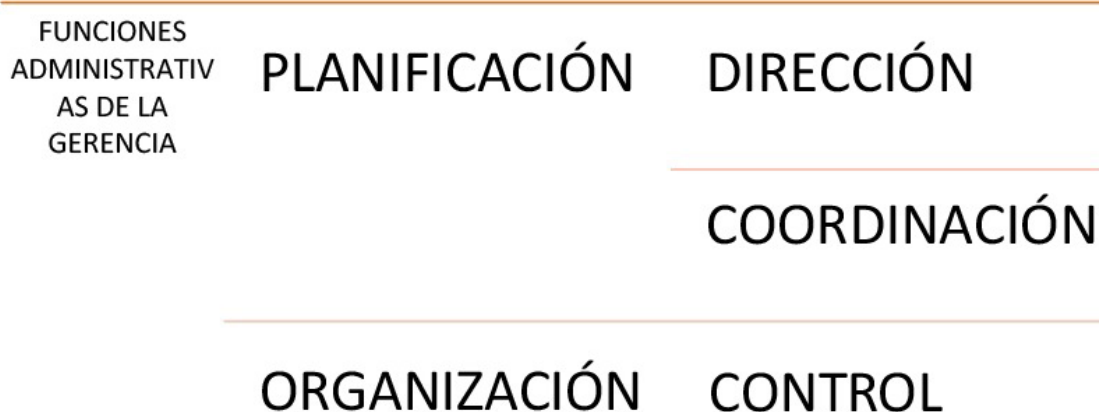 FUNCIONES
ADMINISTRATIV
AS DE LA
GERENCIA
PLANIFICACIÓN
DIRECCIÓN
COORDINACIÓN
ORGANIZACIÓN
CONTROL